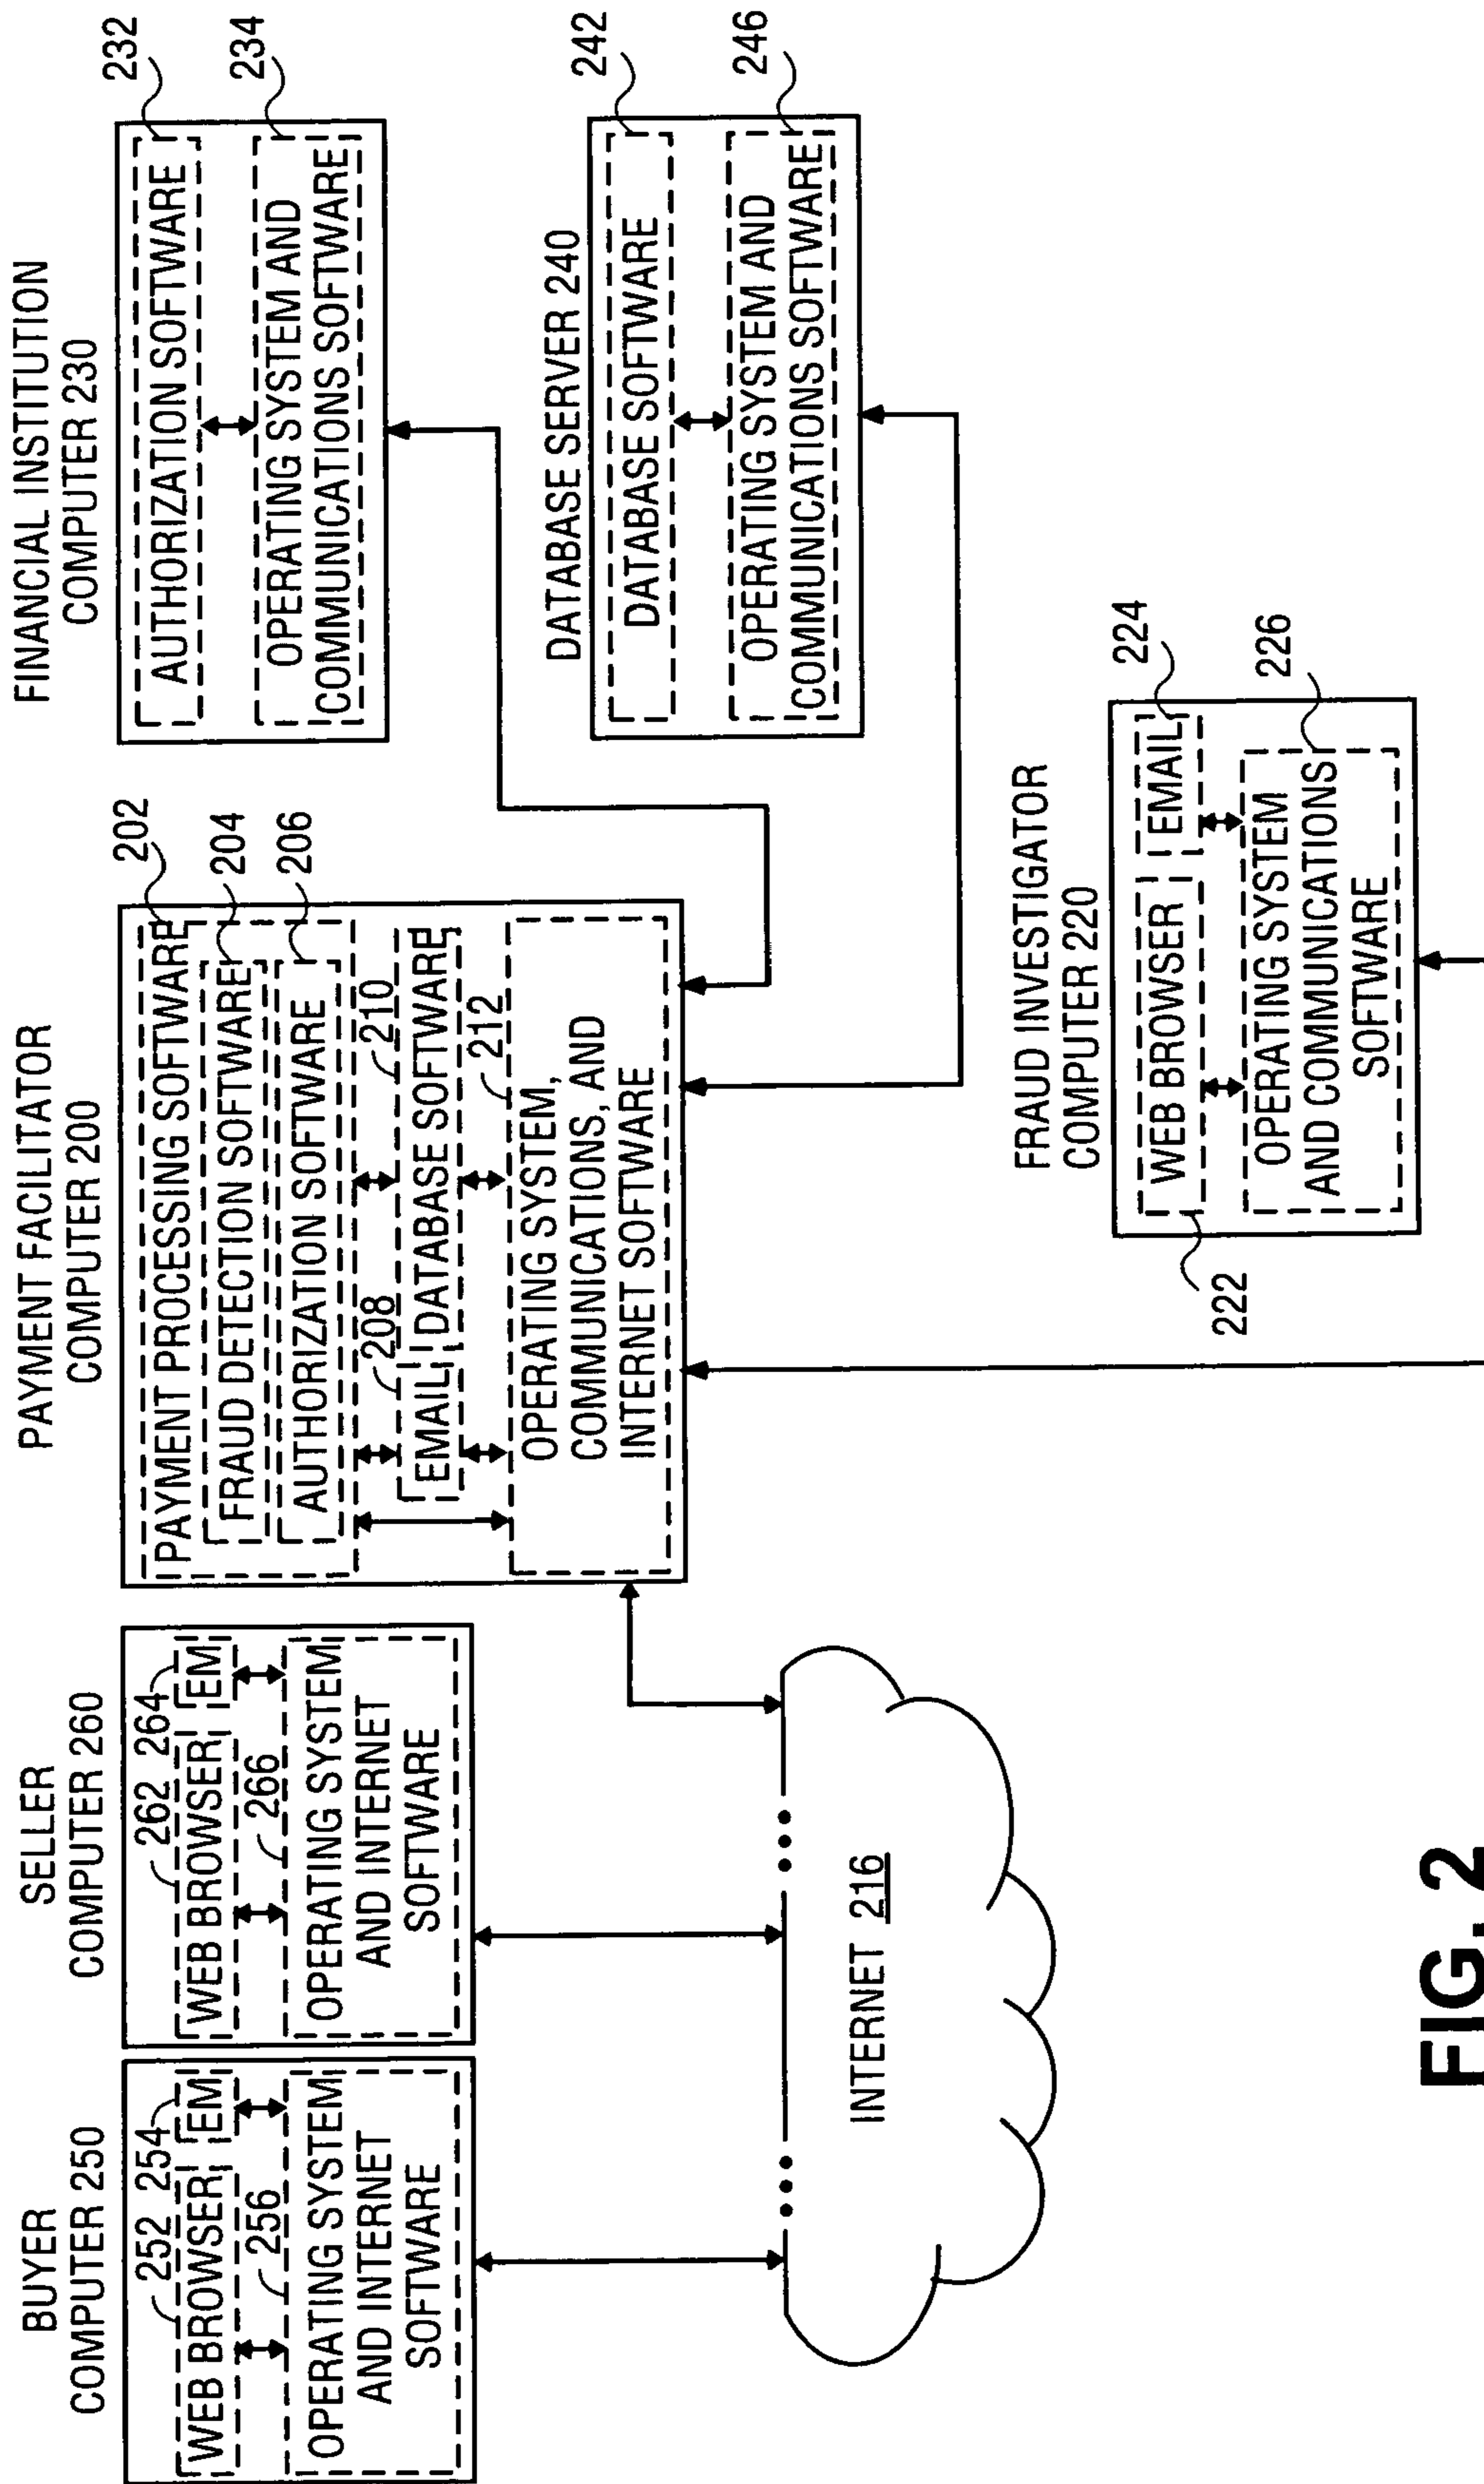 BUYER
COMPUTER 250
252 254
WEB BROWSER
EM
256
OPERATING SYSTEM
AND INTERNET
SOFTWARE
SELLER
COMPUTER 260
262 264
WEB BROWSER
EM
266
OPERATING SYSTEM
AND INTERNET
SOFTWARE
PAYMENT FACILITATOR
COMPUTER 200
202
PAYMENT PROCESSING SOFTWARE
204
FRAUD DETECTION SOFTWARE
206
AUTHORIZATION SOFTWARE
208
210
EMAIL
DATABASE SOFTWARE
212
OPERATING SYSTEM,
COMMUNICATIONS, AND
INTERNET SOFTWARE
FINANCIAL INSTITUTION
COMPUTER 230
232
AUTHORIZATION SOFTWARE
234
OPERATING SYSTEM AND
COMMUNICATIONS SOFTWARE
DATABASE SERVER 240
242
DATABASE SOFTWARE
246
OPERATING SYSTEM AND
COMMUNICATIONS SOFTWARE
INTERNET 216
FRAUD INVESTIGATOR
COMPUTER 220
224
WEB BROWSER
EMAIL
222
226
OPERATING SYSTEM
AND COMMUNICATIONS
SOFTWARE
FIG. 2